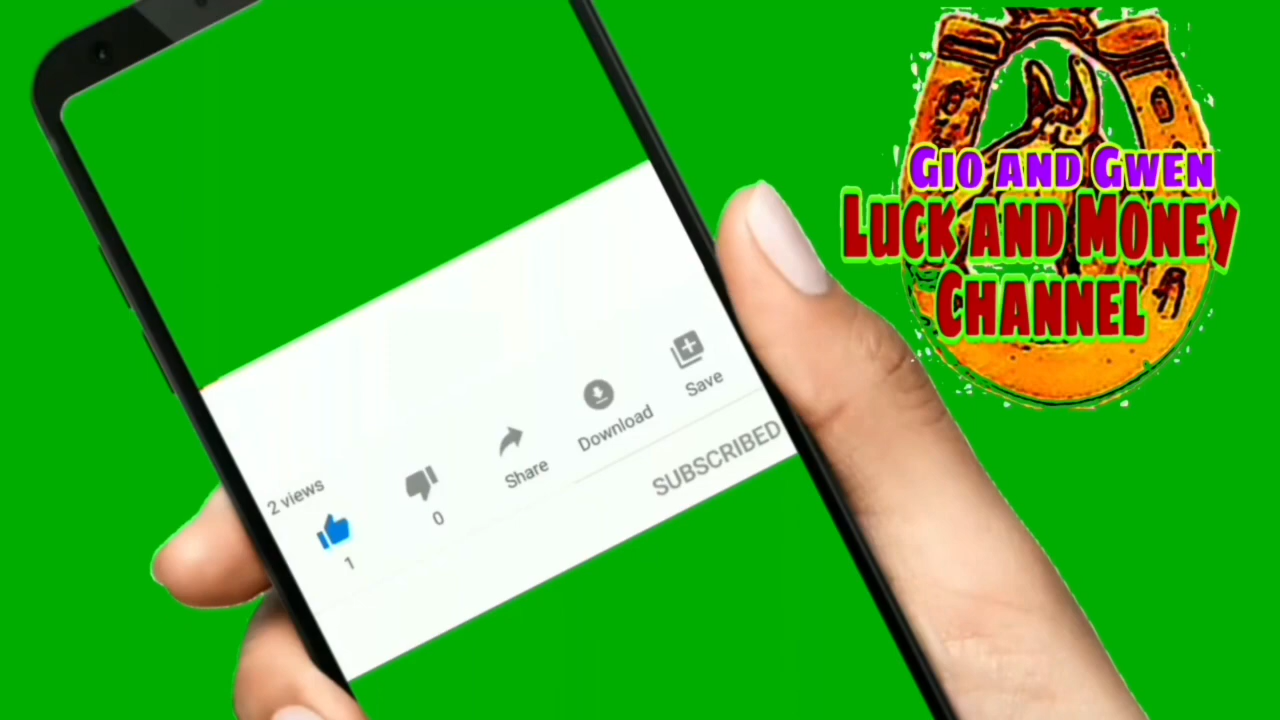 Gio and Gwen
Luck and Money
Channel
2 views
1
0
Share
Download
Save
SUBSCRIBED